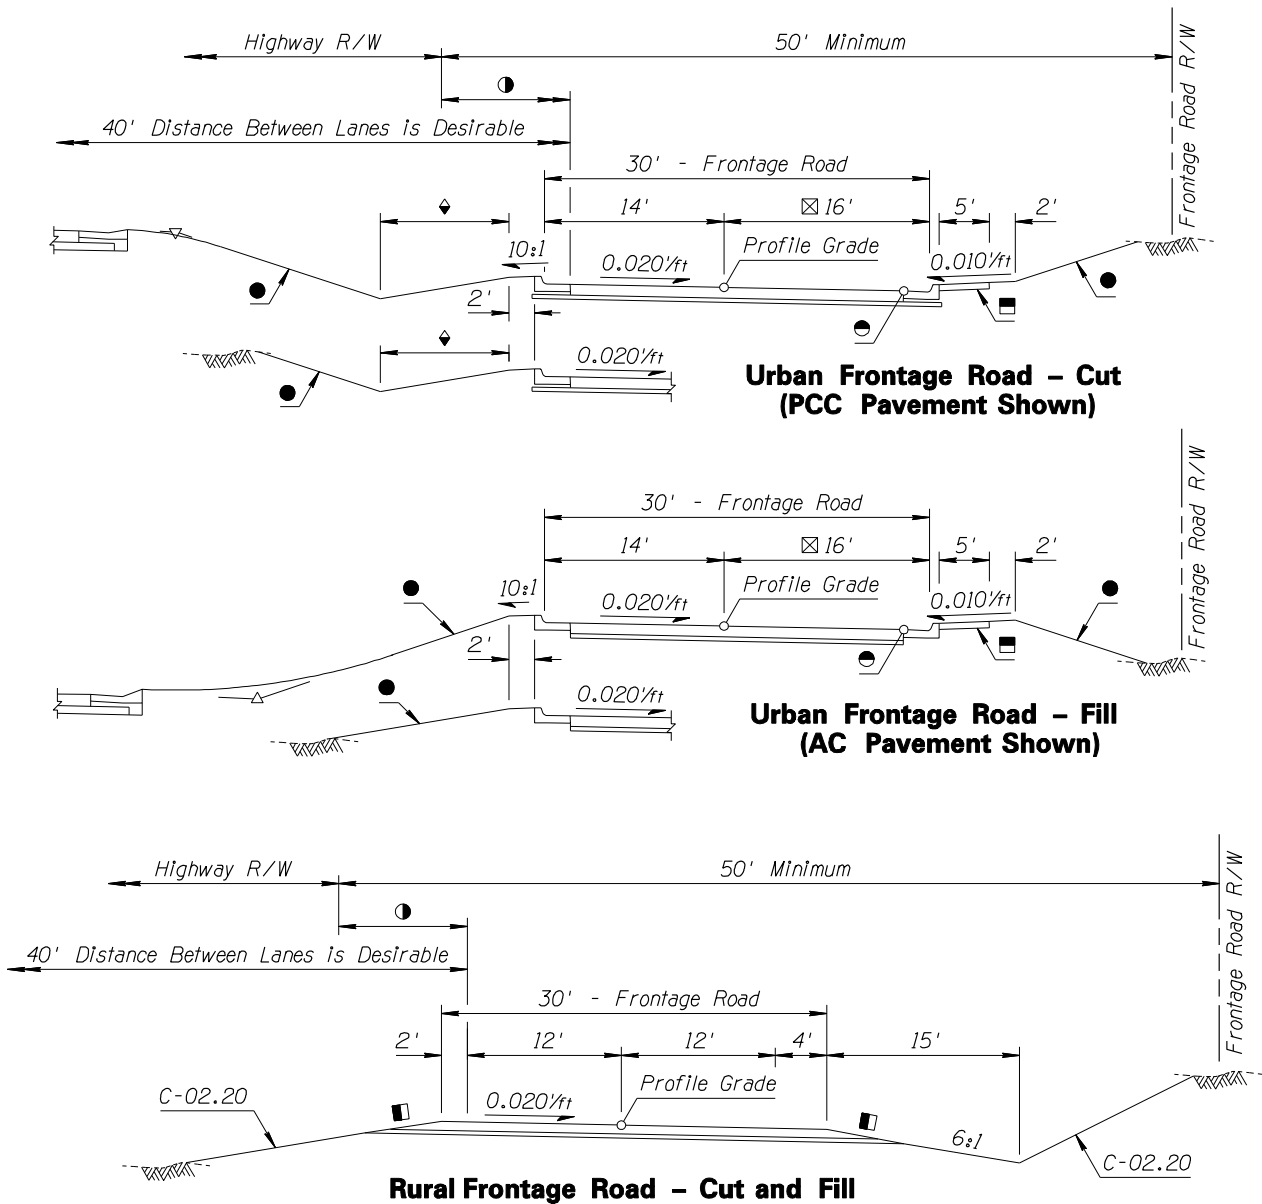 Highway R/W
50' Minimum
40' Distance Between Lanes is Desirable
30' - Frontage Road
14'
16'
5'
2'
Frontage Road R/W
10:1
0.020'/ft
Profile Grade
0.010'/ft
2'
0.020'/ft
Urban Frontage Road – Cut
(PCC Pavement Shown)
30' - Frontage Road
14'
16'
5'
2'
Frontage Road R/W
10:1
0.020'/ft
Profile Grade
0.010'/ft
2'
0.020'/ft
Urban Frontage Road – Fill
(AC Pavement Shown)
Highway R/W
50' Minimum
40' Distance Between Lanes is Desirable
30' - Frontage Road
2'
12'
12'
4'
15'
Frontage Road R/W
C-02.20
0.020'/ft
Profile Grade
6:1
C-02.20
Rural Frontage Road – Cut and Fill